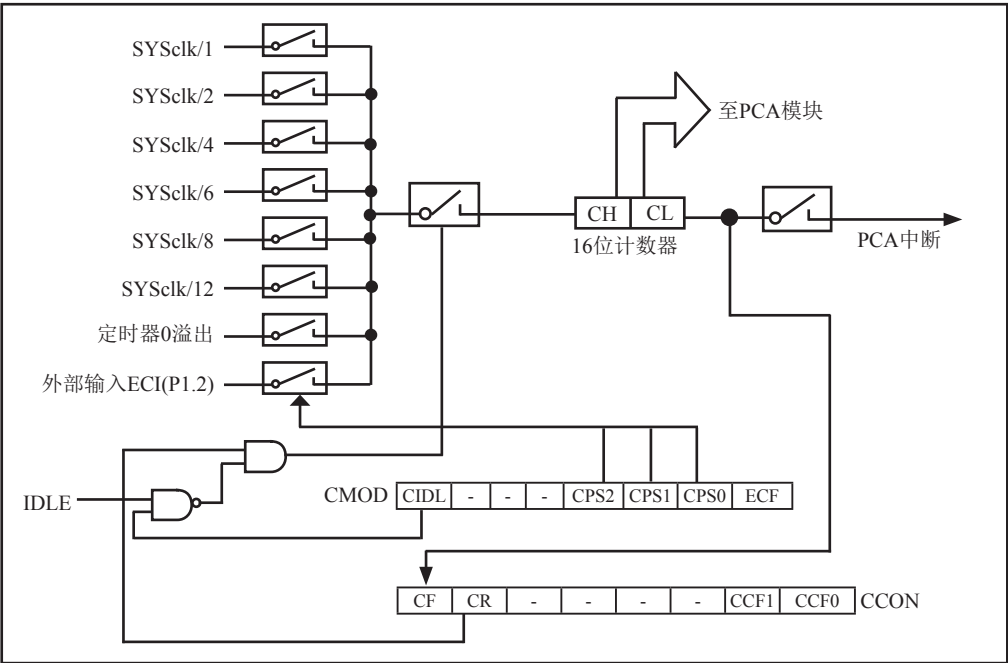 SYSclk/1
SYSclk/2
SYSclk/4
SYSclk/6
SYSclk/8
SYSclk/12
定时器0溢出
外部输入ECI(P1.2)
至PCA模块
CH CL
16位计数器
PCA中断
IDLE
CMOD CIDL - - - CPS2 CPS1 CPS0 ECF
CF CR - - - - CCF1 CCF0 CCON